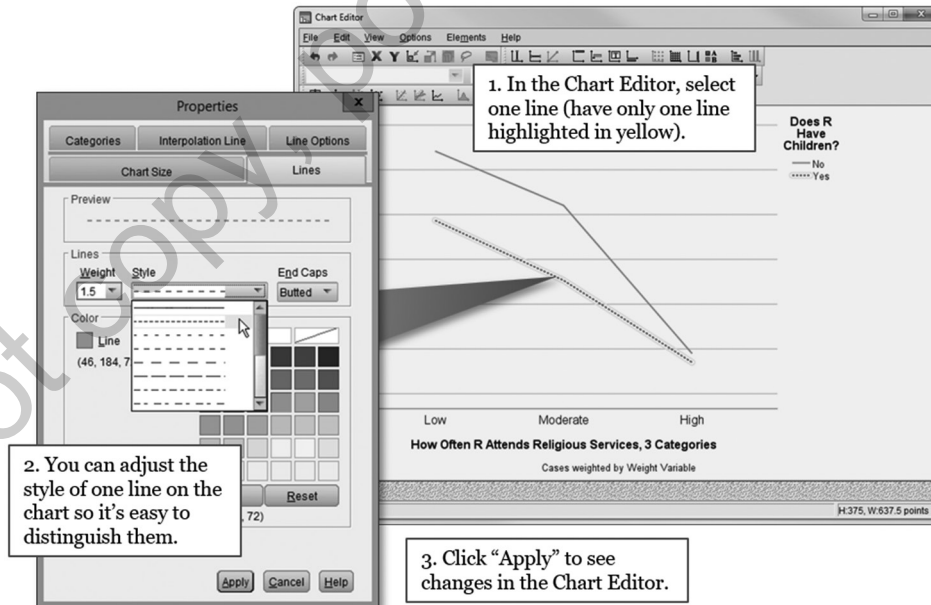 Chart Editor
File Edit View Options Elements Help
X Y
1. In the Chart Editor, select
one line (have only one line
highlighted in yellow).
Does R
Have
Children?
No
Yes
Low Moderate High
How Often R Attends Religious Services, 3 Categories
Cases weighted by Weight Variable
H:375, W:637.5 points
Properties
X
Categories Interpolation Line Line Options
Chart Size Lines
Preview
Lines
Weight Style End Caps
1.5 Butted
Color
Line
(46, 184, 7
Reset
, 72)
2. You can adjust the
style of one line on the
chart so it's easy to
distinguish them.
Apply Cancel Help
3. Click “Apply” to see
changes in the Chart Editor.
ot copy, po